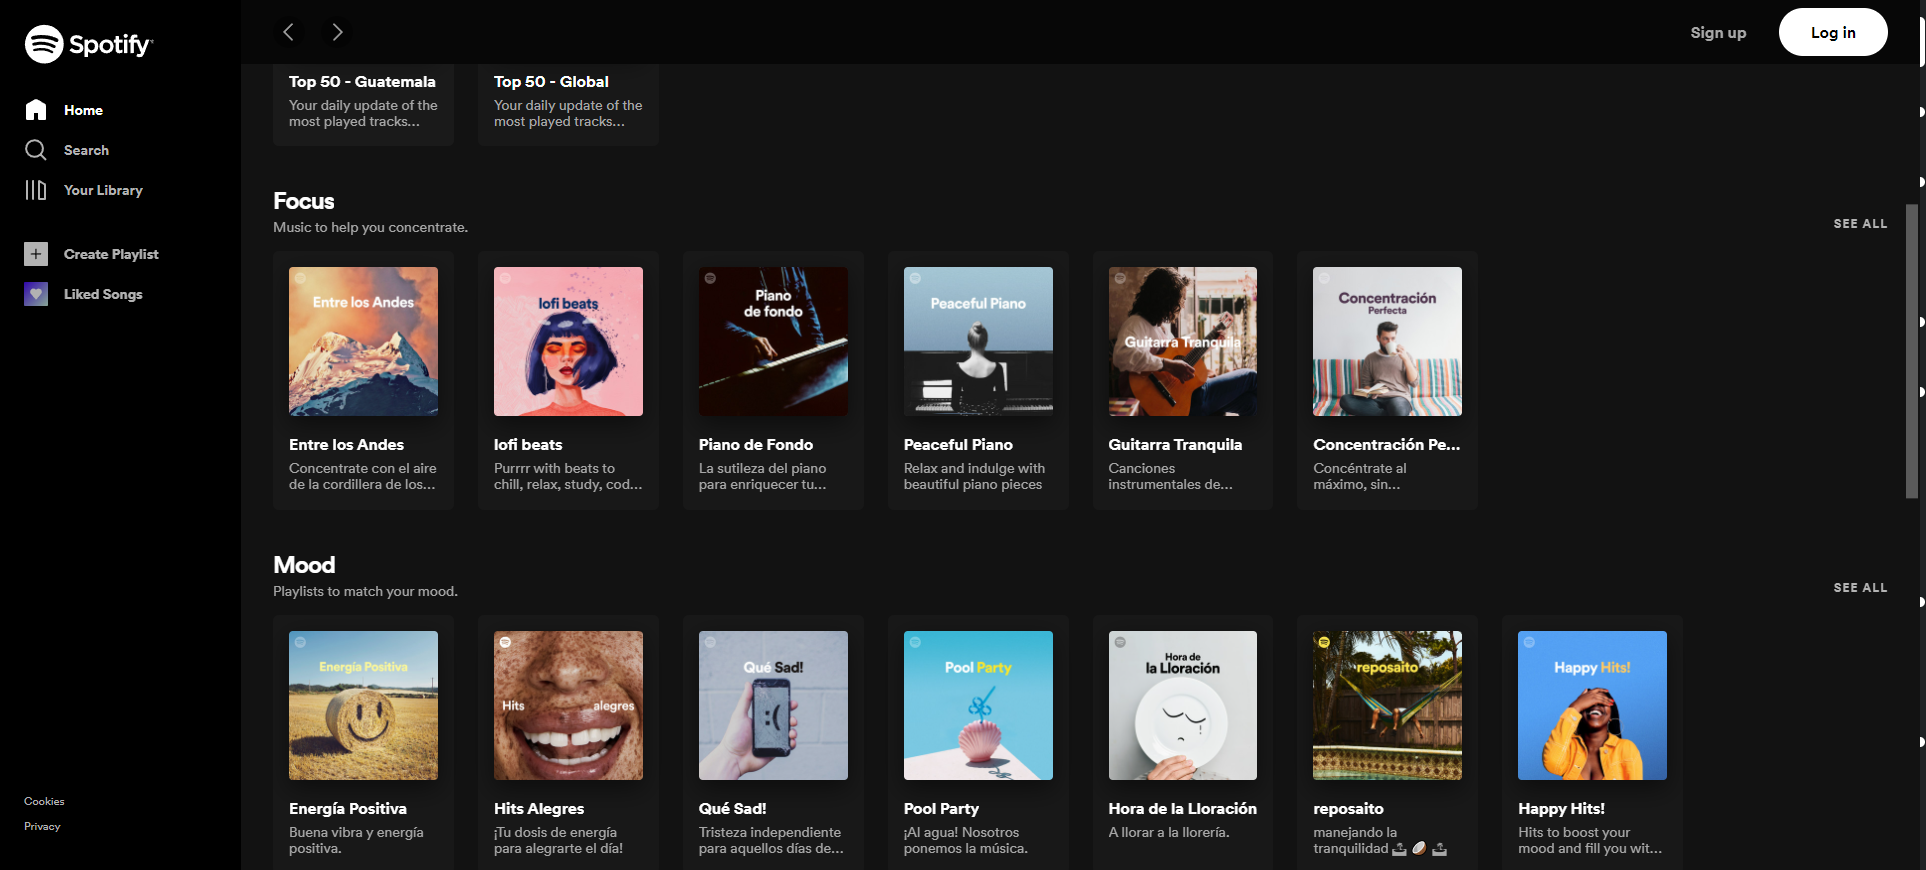 Spotify
Home
Search
Your Library
Create Playlist
Liked Songs
Cookies
Privacy
Sign up
Log in
Top 50 - Guatemala
Your daily update of the
most played tracks...
Top 50 - Global
Your daily update of the
most played tracks...
Focus
Music to help you concentrate.
SEE ALL
Entre los Andes
Entre los Andes
Concentrate con el aire
de la cordillera de los...
lofi beats
lofi beats
Purrrr with beats to
chill, relax, study, cod...
Piano
de fondo
Piano de Fondo
La sutileza del piano
para enriquecer tu...
Peaceful Piano
Peaceful Piano
Relax and indulge with
beautiful piano pieces
Guitarra Tranquila
Guitarra Tranquila
Canciones
instrumentales de...
Concentración
Perfecta
Concentración Pe...
Concéntrate al
máximo, sin...
Mood
Playlists to match your mood.
SEE ALL
Energía Positiva
Energía Positiva
Buena vibra y energía
positiva.
Hits alegres
Hits Alegres
¡Tu dosis de energía
para alegrarte el día!
Qué Sad!
Qué Sad!
Tristeza independiente
para aquellos días de...
Pool Party
Pool Party
¡Al agua! Nosotros
ponemos la música.
Hora de
la Lloración
Hora de la Lloración
A llorar a la llorería.
reposaito
reposaito
manejando la
tranquilidad
Happy Hits!
Happy Hits!
Hits to boost your
mood and fill you wit...